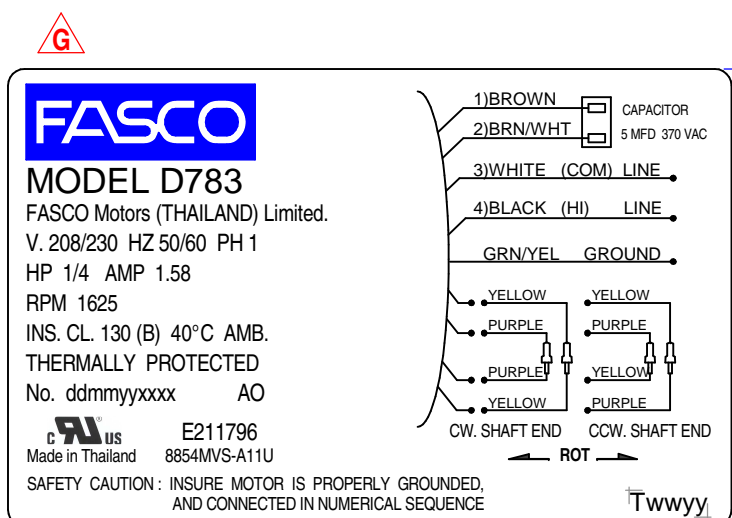 G
FASCO
MODEL D783
FASCO Motors (THAILAND) Limited.
V. 208/230 HZ 50/60 PH 1
HP 1/4 AMP 1.58
RPM 1625
INS. CL. 130 (B) 40°C AMB.
THERMALLY PROTECTED
No. ddmmyyxxxx AO
c RU US E211796
Made in Thailand 8854MVS-A11U
1)BROWN
2)BRN/WHT
CAPACITOR
5 MFD 370 VAC
3)WHITE (COM) LINE
4)BLACK (HI) LINE
GRN/YEL GROUND
YELLOW YELLOW
PURPLE PURPLE
PURPLE YELLOW
YELLOW PURPLE
CW. SHAFT END CCW. SHAFT END
ROT
SAFETY CAUTION : INSURE MOTOR IS PROPERLY GROUNDED,
AND CONNECTED IN NUMERICAL SEQUENCE
Twwyy